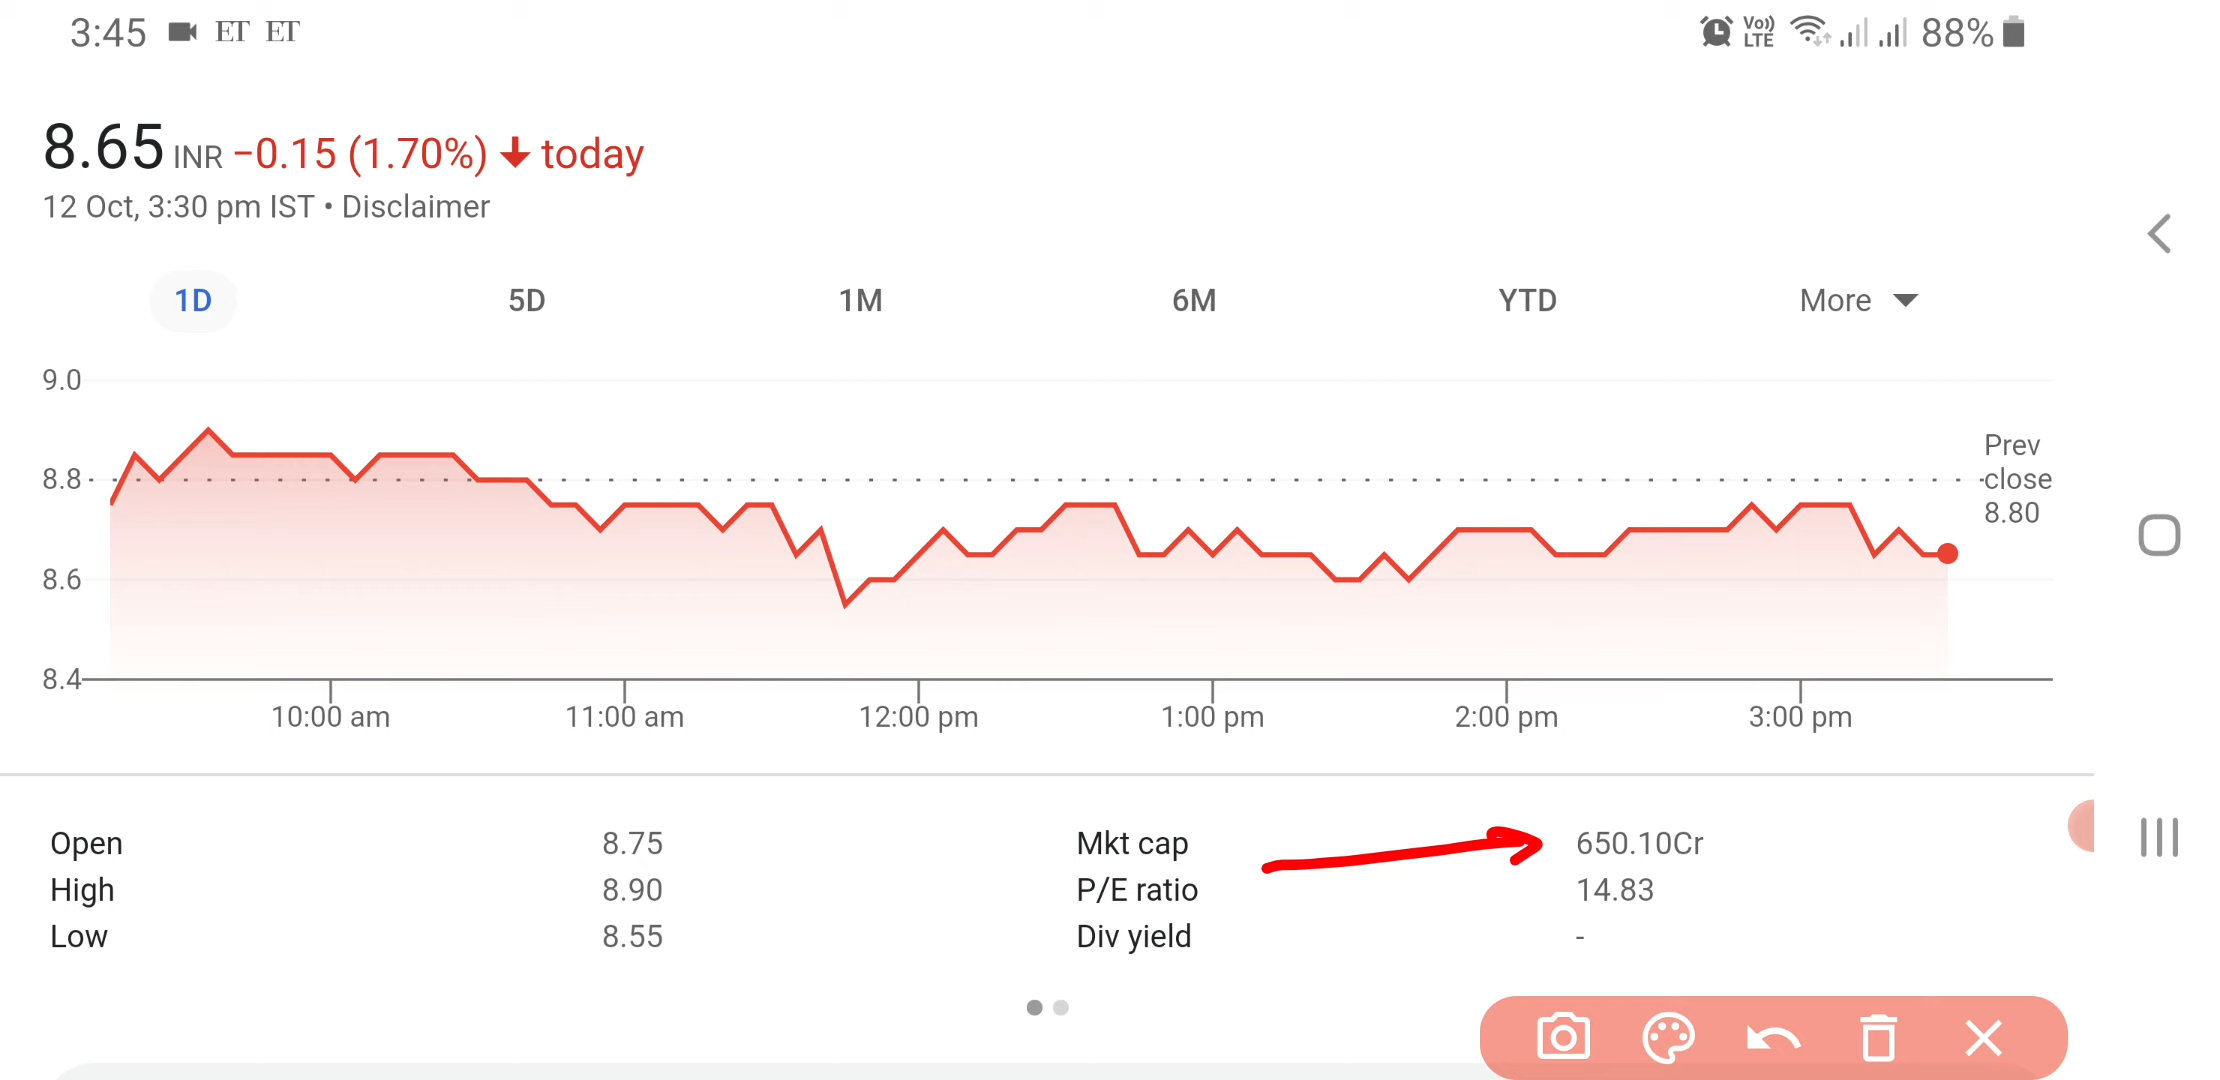 3:45 ET ET Vo)) LTE 88%
8.65 INR −0.15 (1.70%) ↓ today
12 Oct, 3:30 pm IST • Disclaimer
1D 5D 1M 6M YTD More
9.0
8.8
8.6
8.4
Prev
close
8.80
10:00 am 11:00 am 12:00 pm 1:00 pm 2:00 pm 3:00 pm
Open 8.75 Mkt cap 650.10Cr
High 8.90 P/E ratio 14.83
Low 8.55 Div yield -